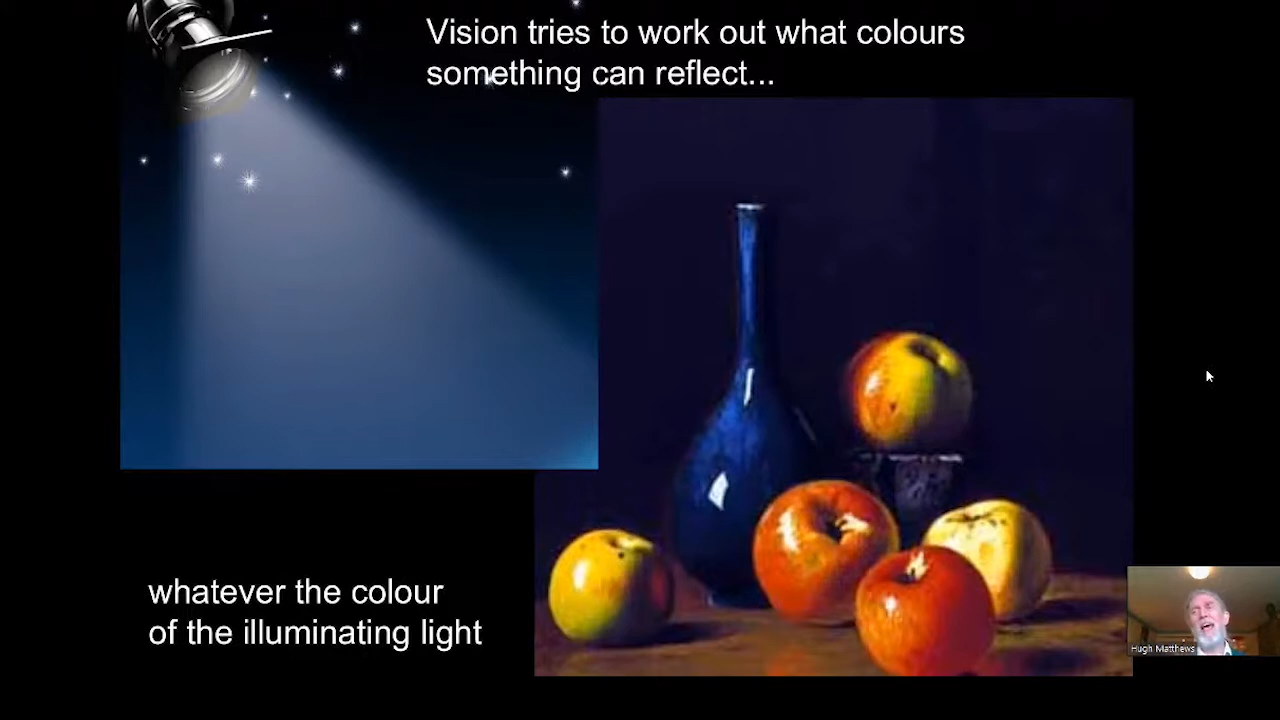 Vision tries to work out what colours
something can reflect...
whatever the colour
of the illuminating light
Hugh Matthews